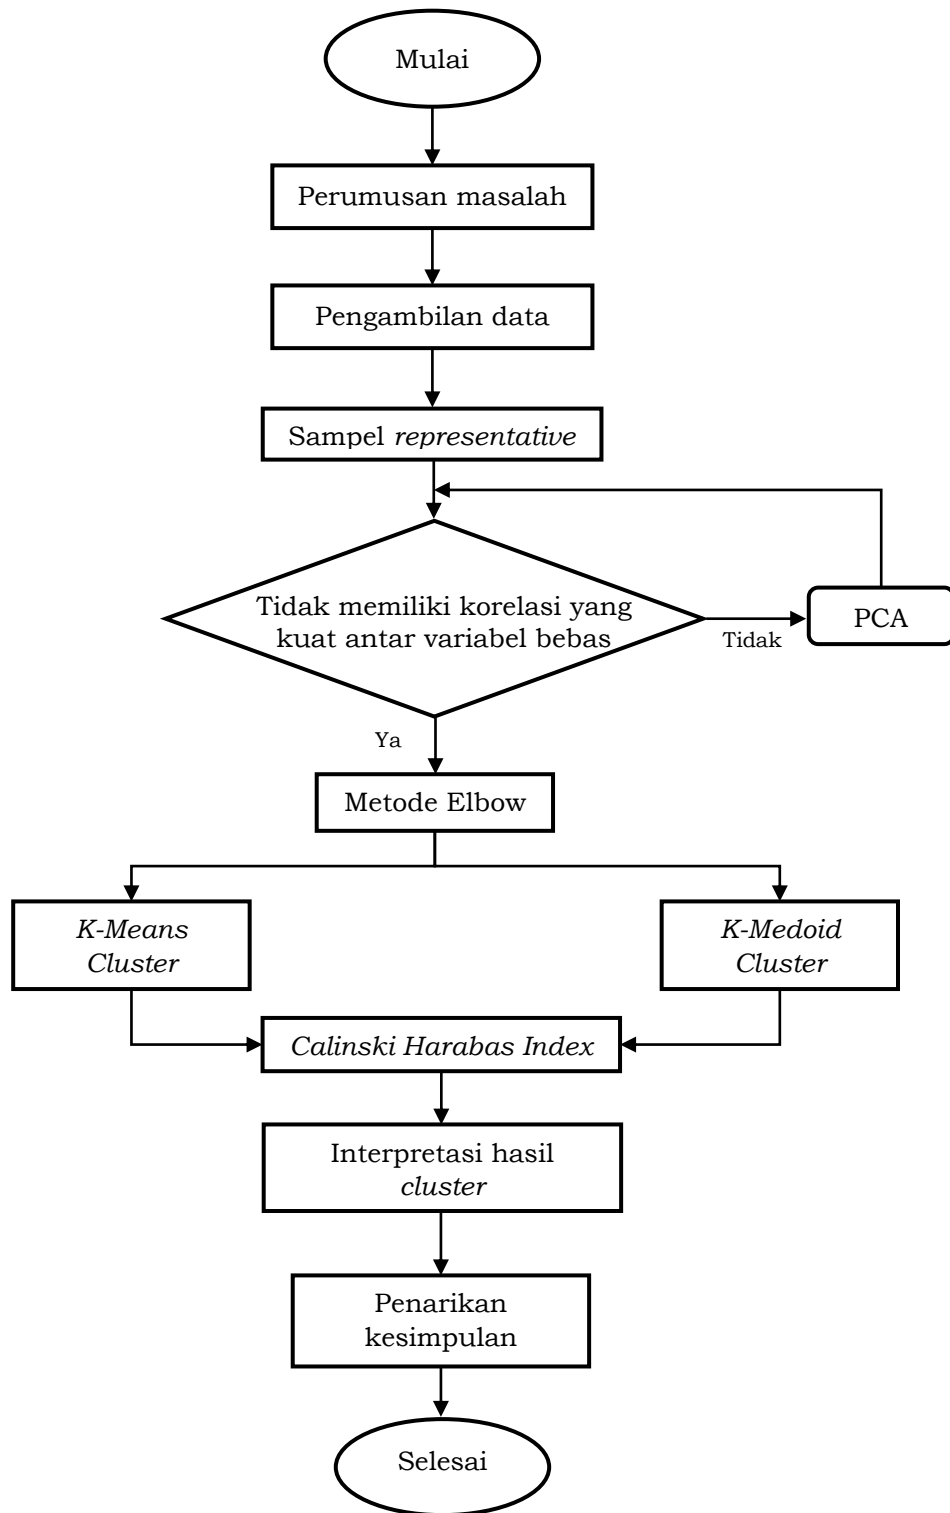 Mulai
Perumusan masalah
Pengambilan data
Sampel representative
Tidak memiliki korelasi yang
kuat antar variabel bebas
Tidak
PCA
Ya
Metode Elbow
K-Means
Cluster
K-Medoid
Cluster
Calinski Harabas Index
Interpretasi hasil
cluster
Penarikan
kesimpulan
Selesai